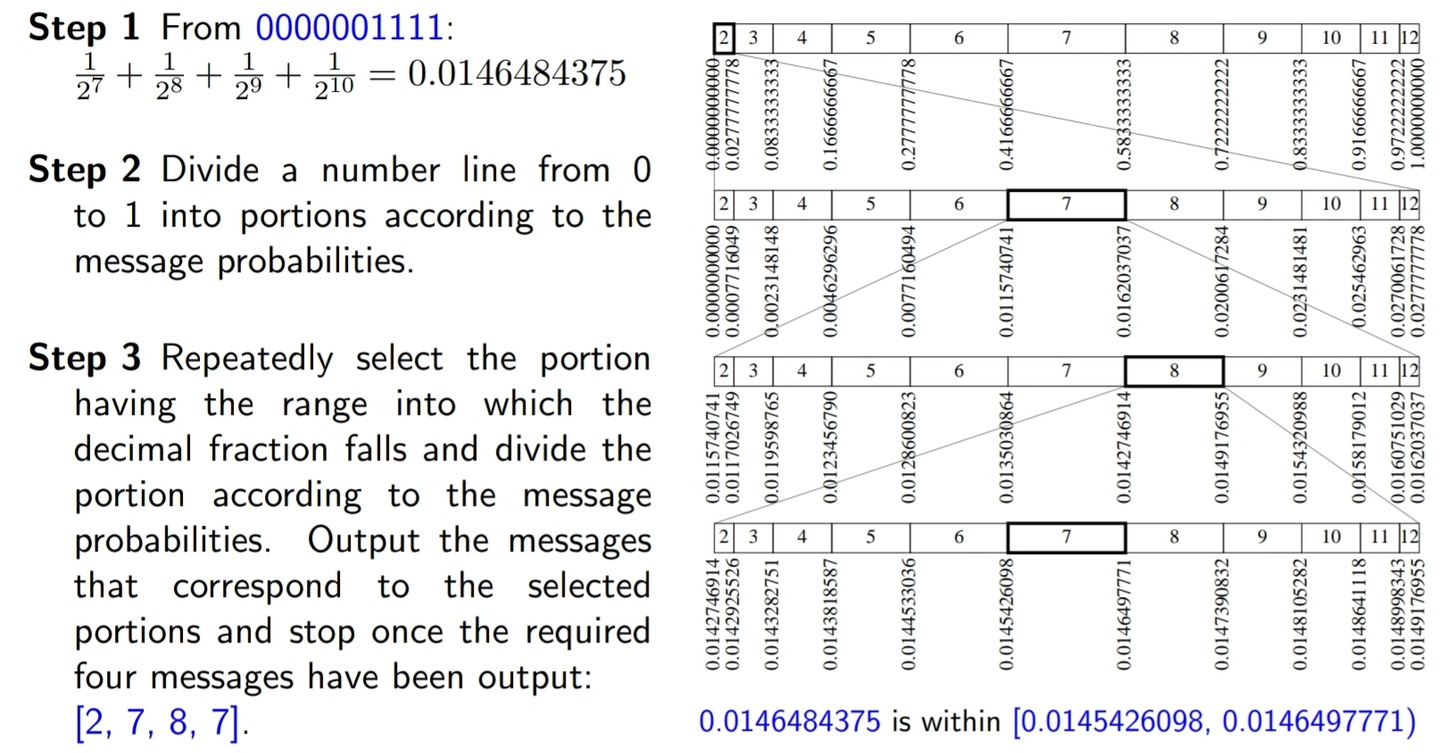 Step 1 From 0000001111:
1/2^7 + 1/2^8 + 1/2^9 + 1/2^10 = 0.0146484375
Step 2 Divide a number line from 0
to 1 into portions according to the
message probabilities.
Step 3 Repeatedly select the portion
having the range into which the
decimal fraction falls and divide the
portion according to the message
probabilities. Output the messages
that correspond to the selected
portions and stop once the required
four messages have been output:
[2, 7, 8, 7].
2 3 4 5 6 7 8 9 10 11 12
0.0000000000 0.0277777778 0.0833333333 0.1666666667 0.2777777778 0.4166666667 0.5833333333 0.7222222222 0.8333333333 0.9166666667 0.9722222222 1.0000000000
2 3 4 5 6 7 8 9 10 11 12
0.0000000000 0.0007716049 0.0023148148 0.0046296296 0.0077160494 0.0115740741 0.0162037037 0.0200617284 0.0231481481 0.025462963 0.0270061728 0.0277777778
2 3 4 5 6 7 8 9 10 11 12
0.0115740741 0.0117026749 0.0119598765 0.0123456790 0.0128600823 0.0135030864 0.0142746914 0.0149176955 0.0154320988 0.0158179012 0.0160751029 0.0162037037
2 3 4 5 6 7 8 9 10 11 12
0.0142746914 0.0142925526 0.0143282751 0.0143818587 0.0144533036 0.0145426098 0.0146497771 0.0147390832 0.0148105282 0.0148641118 0.0148998343 0.0149176955
0.0146484375 is within [0.0145426098, 0.0146497771)